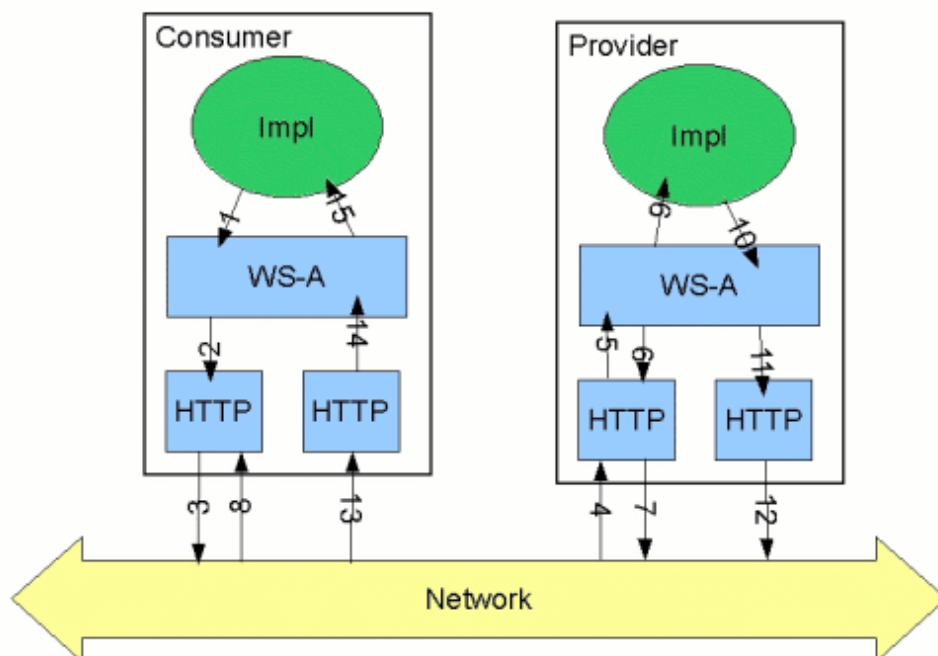 Consumer
Provider
Impl
Impl
1
15
9
10
WS-A
WS-A
2
14
5
6
11
HTTP
HTTP
HTTP
HTTP
3
8
13
4
7
12
Network